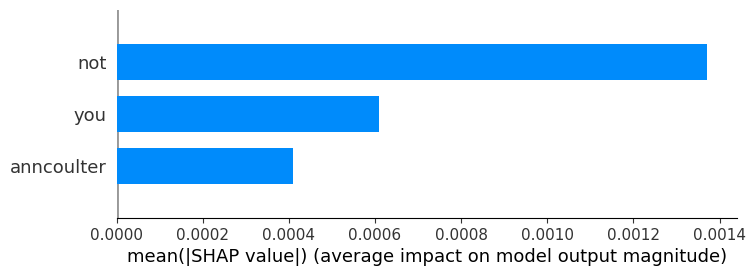 not
you
anncoulter
0.0000 0.0002 0.0004 0.0006 0.0008 0.0010 0.0012 0.0014
mean(|SHAP value|) (average impact on model output magnitude)